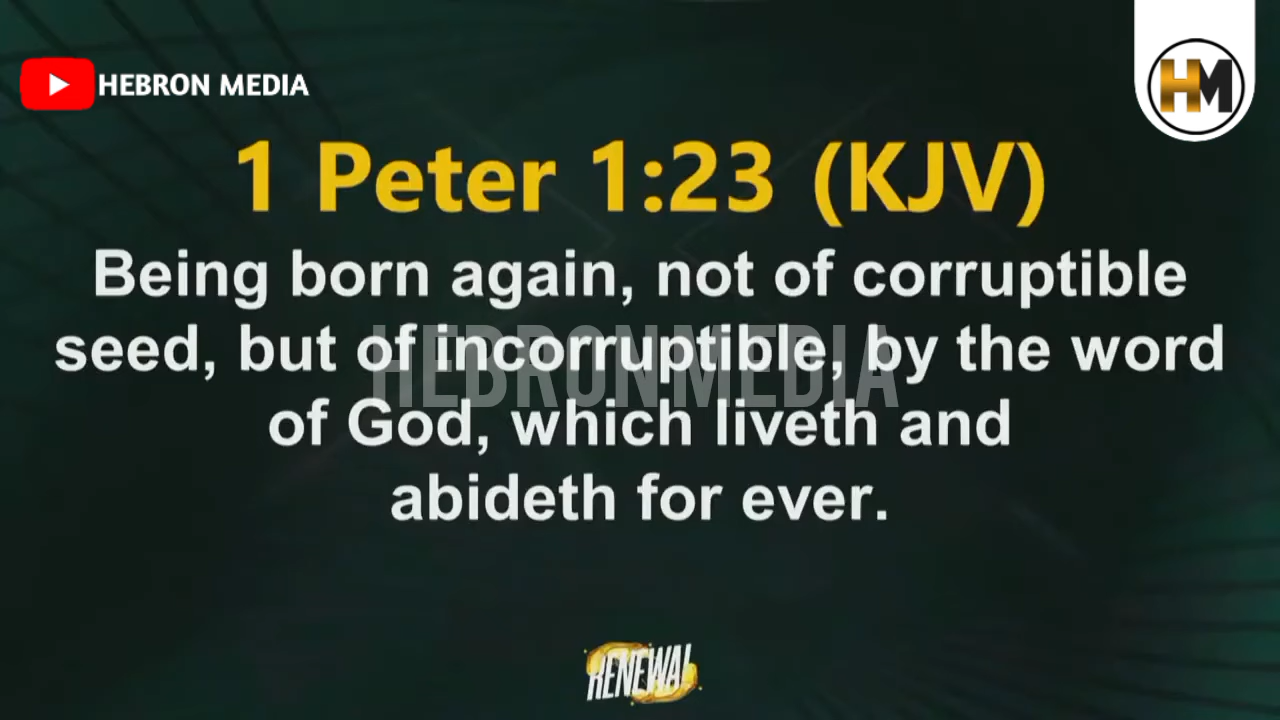 HEBRON MEDIA
HM
1 Peter 1:23 (KJV)
Being born again, not of corruptible
seed, but of incorruptible, by the word
HEBRONMEDIA
of God, which liveth and
abideth for ever.
RENEWAL